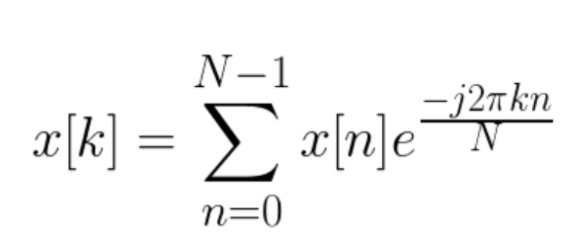 x[k] = \sum_{n=0}^{N-1} x[n]e^{\frac{-j2\pi kn}{N}}